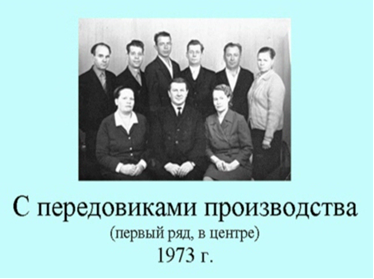 С передовиками производства
(первый ряд, в центре)
1973 г.